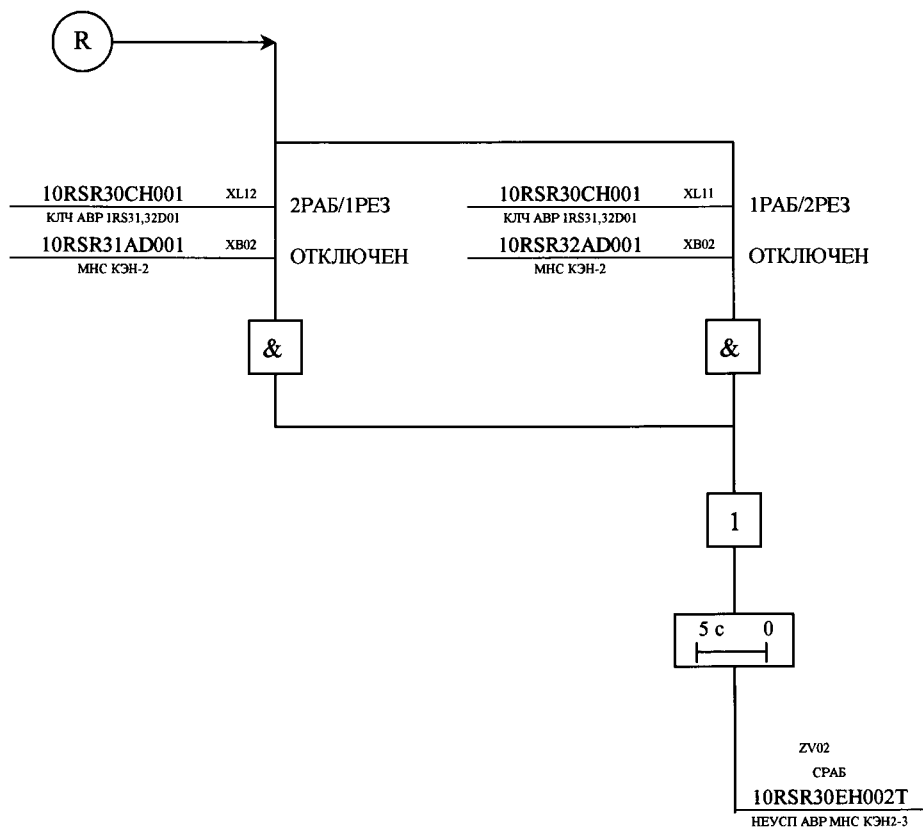 R
10RSR30CH001 XL12 2РАБ/1РЕЗ
КЛЧ АВР 1RS31,32D01
10RSR31AD001 XB02 ОТКЛЮЧЕН
МНС КЭН-2
10RSR30CH001 XL11 1РАБ/2РЕЗ
КЛЧ АВР 1RS31,32D01
10RSR32AD001 XB02 ОТКЛЮЧЕН
МНС КЭН-2
& &
1
5 с 0
ZV02
СРАБ
10RSR30EH002T
НЕУСП АВР МНС КЭН2-3